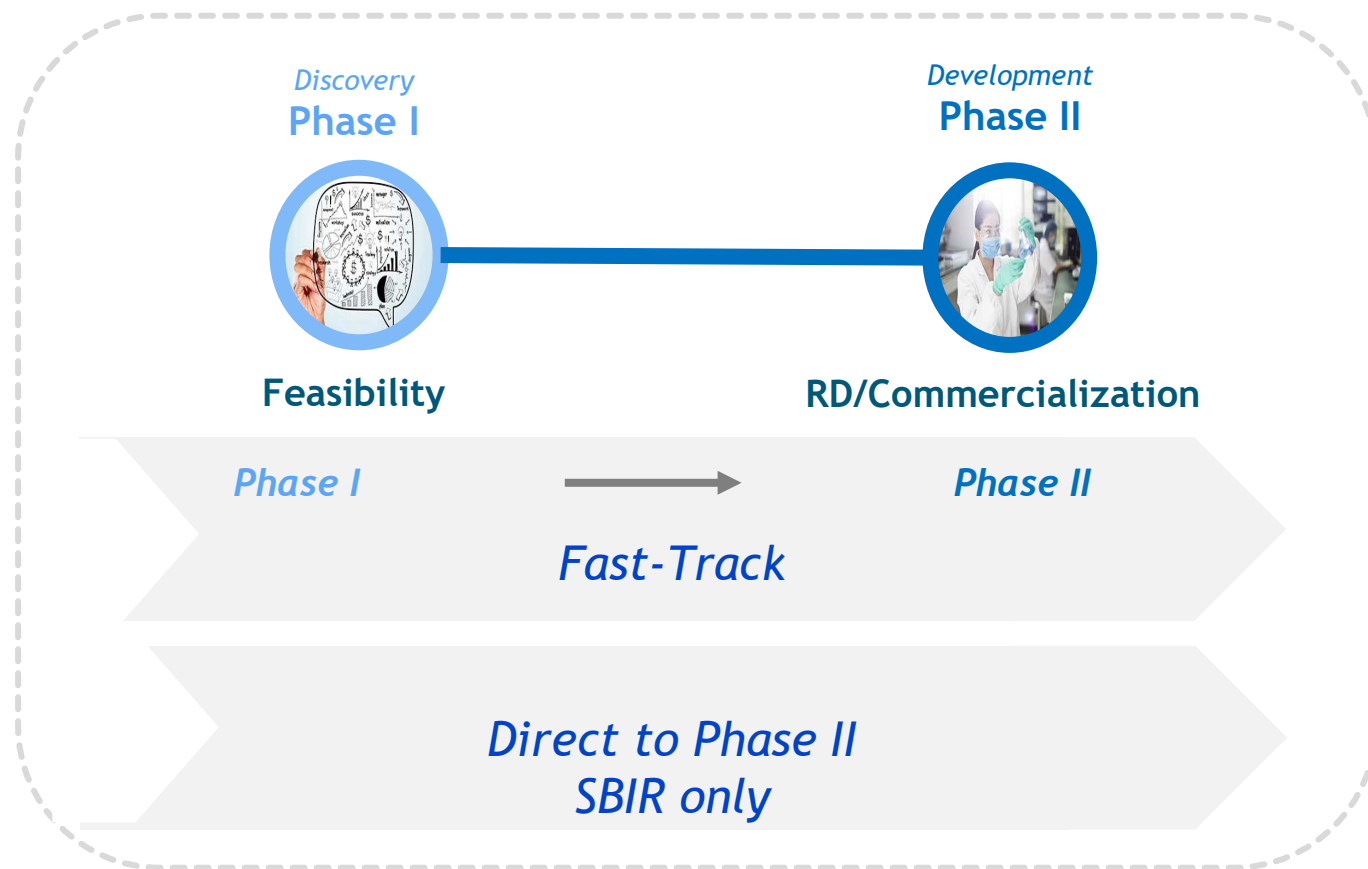 Discovery
Phase I
Development
Phase II
Feasibility
RD/Commercialization
Phase I
Phase II
Fast-Track
Direct to Phase II
SBIR only